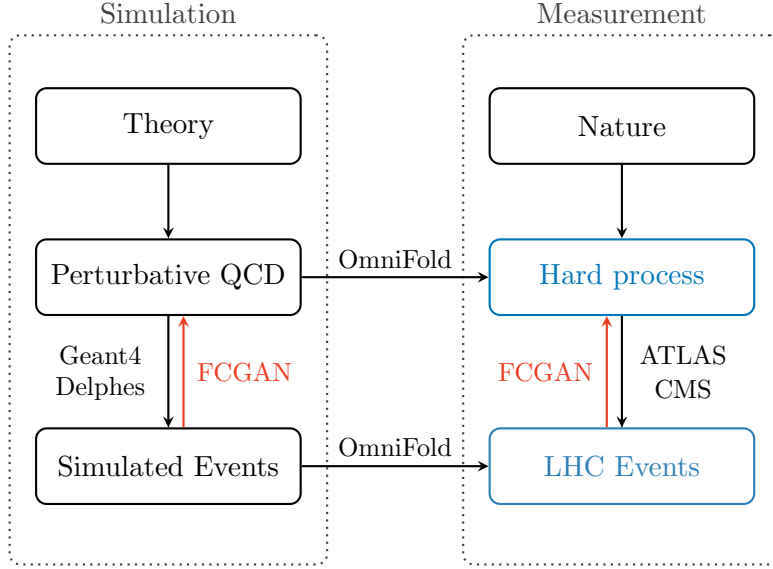 Simulation
Measurement
Theory
Nature
Perturbative QCD
OmniFold
Hard process
Geant4
Delphes
FCGAN
FCGAN
ATLAS
CMS
Simulated Events
OmniFold
LHC Events